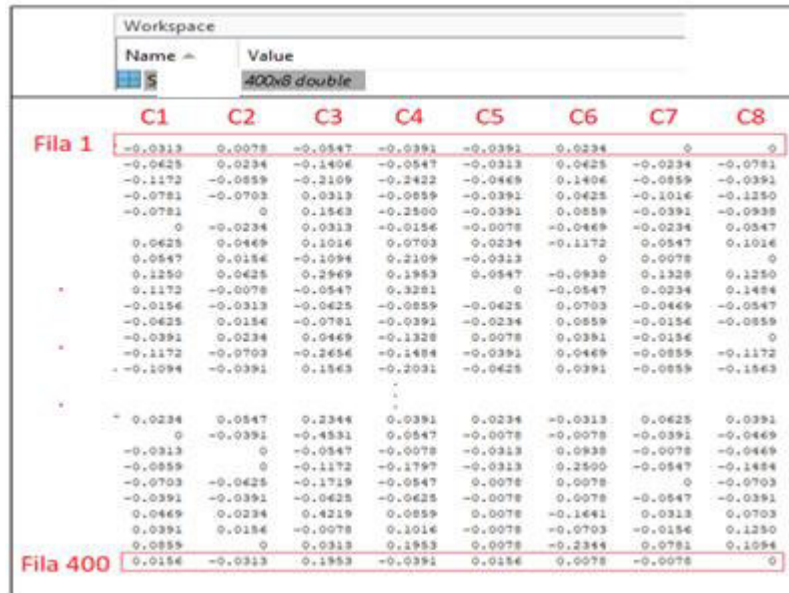 Workspace
Name Value
S 400x8 double
C1 C2 C3 C4 C5 C6 C7 C8
Fila 1 -0.0313 0.0078 -0.0547 -0.0391 -0.0391 0.0234 0 0
-0.0625 0.0234 -0.1406 -0.0547 -0.0313 0.0625 -0.0234 -0.0781
-0.1172 -0.0859 -0.2109 -0.2422 -0.0469 0.1406 -0.0859 -0.0391
-0.0781 -0.0703 0.0313 -0.0859 -0.0391 0.0625 -0.1016 -0.1250
-0.0781 0 0.1563 -0.2500 -0.0391 0.0859 -0.0391 -0.0938
0 -0.0234 0.0313 -0.0156 -0.0078 -0.0469 -0.0234 0.0547
0.0625 0.0469 0.1016 0.0703 0.0234 -0.1172 0.0547 0.1016
0.0547 0.0156 -0.1094 0.2109 -0.0313 0 0.0078 0
0.1250 0.0625 0.2969 0.1953 0.0547 -0.0938 0.1328 0.1250
0.1172 -0.0078 -0.0547 0.3281 0 -0.0547 0.0234 0.1484
-0.0156 -0.0313 -0.0625 -0.0859 -0.0625 0.0703 -0.0469 -0.0547
-0.0625 0.0156 -0.0781 -0.0391 -0.0234 0.0859 -0.0156 -0.0859
-0.0391 0.0234 0.0469 -0.1328 0.0078 0.0391 -0.0156 0
-0.1172 -0.0703 -0.2656 -0.1484 -0.0391 0.0469 -0.0859 -0.1172
-0.1094 -0.0391 0.1563 -0.2031 -0.0625 0.0391 -0.0859 -0.1563
0.0234 0.0547 0.2344 0.0391 0.0234 -0.0313 0.0625 0.0391
0 -0.0391 -0.4531 0.0547 -0.0078 -0.0078 -0.0391 -0.0469
-0.0313 0 -0.0547 -0.0078 -0.0313 0.0938 -0.0078 -0.0469
-0.0859 0 -0.1172 -0.1797 -0.0313 0.2500 -0.0547 -0.1484
-0.0703 -0.0625 -0.1719 -0.0547 0.0078 0.0078 0 -0.0703
-0.0391 -0.0391 -0.0625 -0.0625 -0.0078 0.0078 -0.0547 -0.0391
0.0469 0.0234 0.4219 0.0859 0.0078 -0.1641 0.0313 0.0703
0.0391 0.0156 -0.0078 0.1016 -0.0078 -0.0703 -0.0156 0.1250
0.0859 0 0.0313 0.1953 0.0078 -0.2344 0.0781 0.1094
Fila 400 0.0156 -0.0313 0.1953 -0.0391 0.0156 0.0078 -0.0078 0